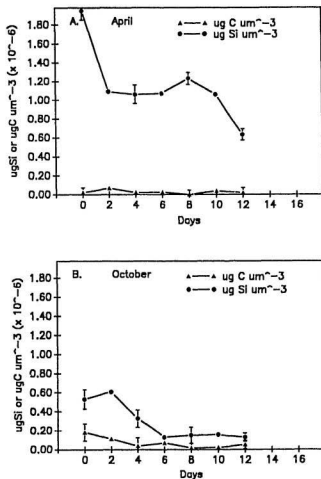 A. April
ug C um^-3
ug Si um^-3
ugSi or ugC um^-3 (x 10^-6)
1.80
1.60
1.40
1.20
1.00
0.80
0.60
0.40
0.20
0.00
0 2 4 6 8 10 12 14 16
Days
B. October
ug C um^-3
ug Si um^-3
ugSi or ugC um^-3 (x 10^-6)
1.80
1.60
1.40
1.20
1.00
0.80
0.60
0.40
0.20
0.00
0 2 4 6 8 10 12 14 16
Days